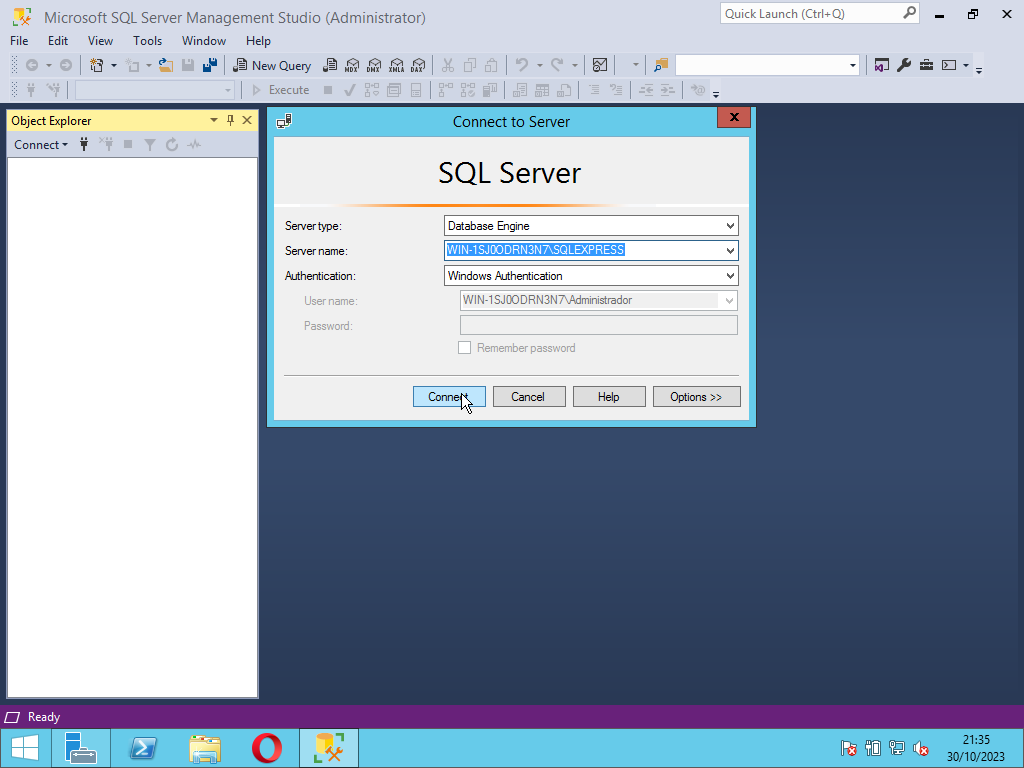 Microsoft SQL Server Management Studio (Administrator)
Quick Launch (Ctrl+Q)
File Edit View Tools Window Help
New Query MDX DMX XMLA DAX
Execute
Object Explorer
Connect
Connect to Server
SQL Server
Server type: Database Engine
Server name: WIN-1SJ0ODRN3N7\SQLEXPRESS
Authentication: Windows Authentication
User name: WIN-1SJ0ODRN3N7\Administrador
Password:
Remember password
Connect Cancel Help Options >>
Ready
21:35
30/10/2023